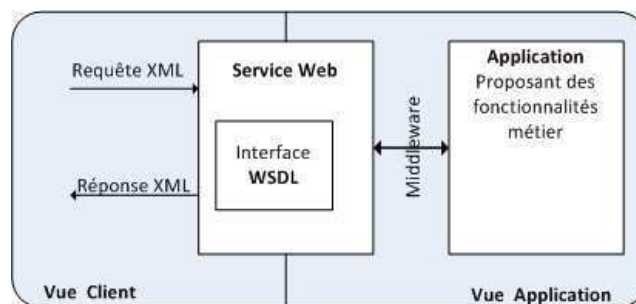 Requête XML
Service Web
Application
Proposant des
fonctionnalités
métier
Interface
WSDL
Middleware
Réponse XML
Vue Client
Vue Application